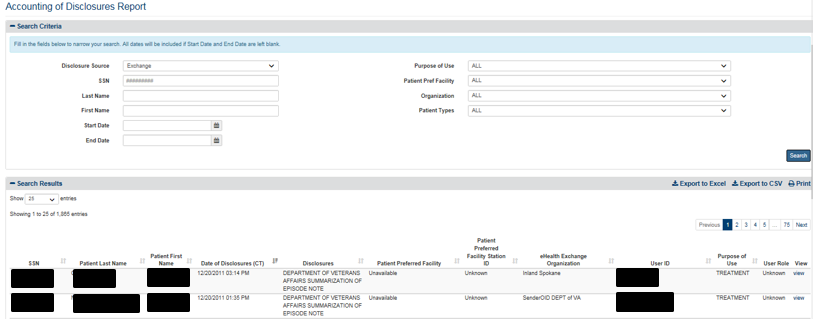 Accounting of Disclosures Report
Search Criteria
Fill in the fields below to narrow your search. All dates will be included if Start Date and End Date are left blank.
Disclosure Source Exchange Purpose of Use ALL
SSN ######### Patient Pref Facility ALL
Last Name Organization ALL
First Name Patient Types ALL
Start Date
End Date
Search
Search Results Export to Excel Export to CSV Print
Show 25 entries
Showing 1 to 25 of 1,865 entries
Previous 1 2 3 4 5 ... 75 Next
SSN Patient Last Name Patient First Name Date of Disclosures (CT) Disclosures Patient Preferred Facility Patient Preferred Facility Station ID eHealth Exchange Organization User ID Purpose of Use User Role View
12/20/2011 03:14 PM DEPARTMENT OF VETERANS Unavailable Unknown Inland Spokane TREATMENT Unknown view
AFFAIRS SUMMARIZATION OF
EPISODE NOTE
12/20/2011 01:35 PM DEPARTMENT OF VETERANS Unavailable Unknown SenderOID DEPT of VA TREATMENT Unknown view
AFFAIRS SUMMARIZATION OF
EPISODE NOTE